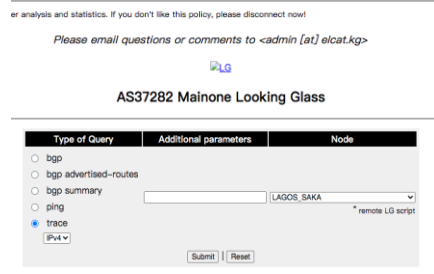 er analysis and statistics. If you don't like this policy, please disconnect now!
Please email questions or comments to <admin [at] elcat.kg>
LG
AS37282 Mainone Looking Glass
Type of Query Additional parameters Node
bgp
bgp advertised-routes
bgp summary
LAGOS_SAKA
ping
* remote LG script
trace
IPv4
Submit | Reset